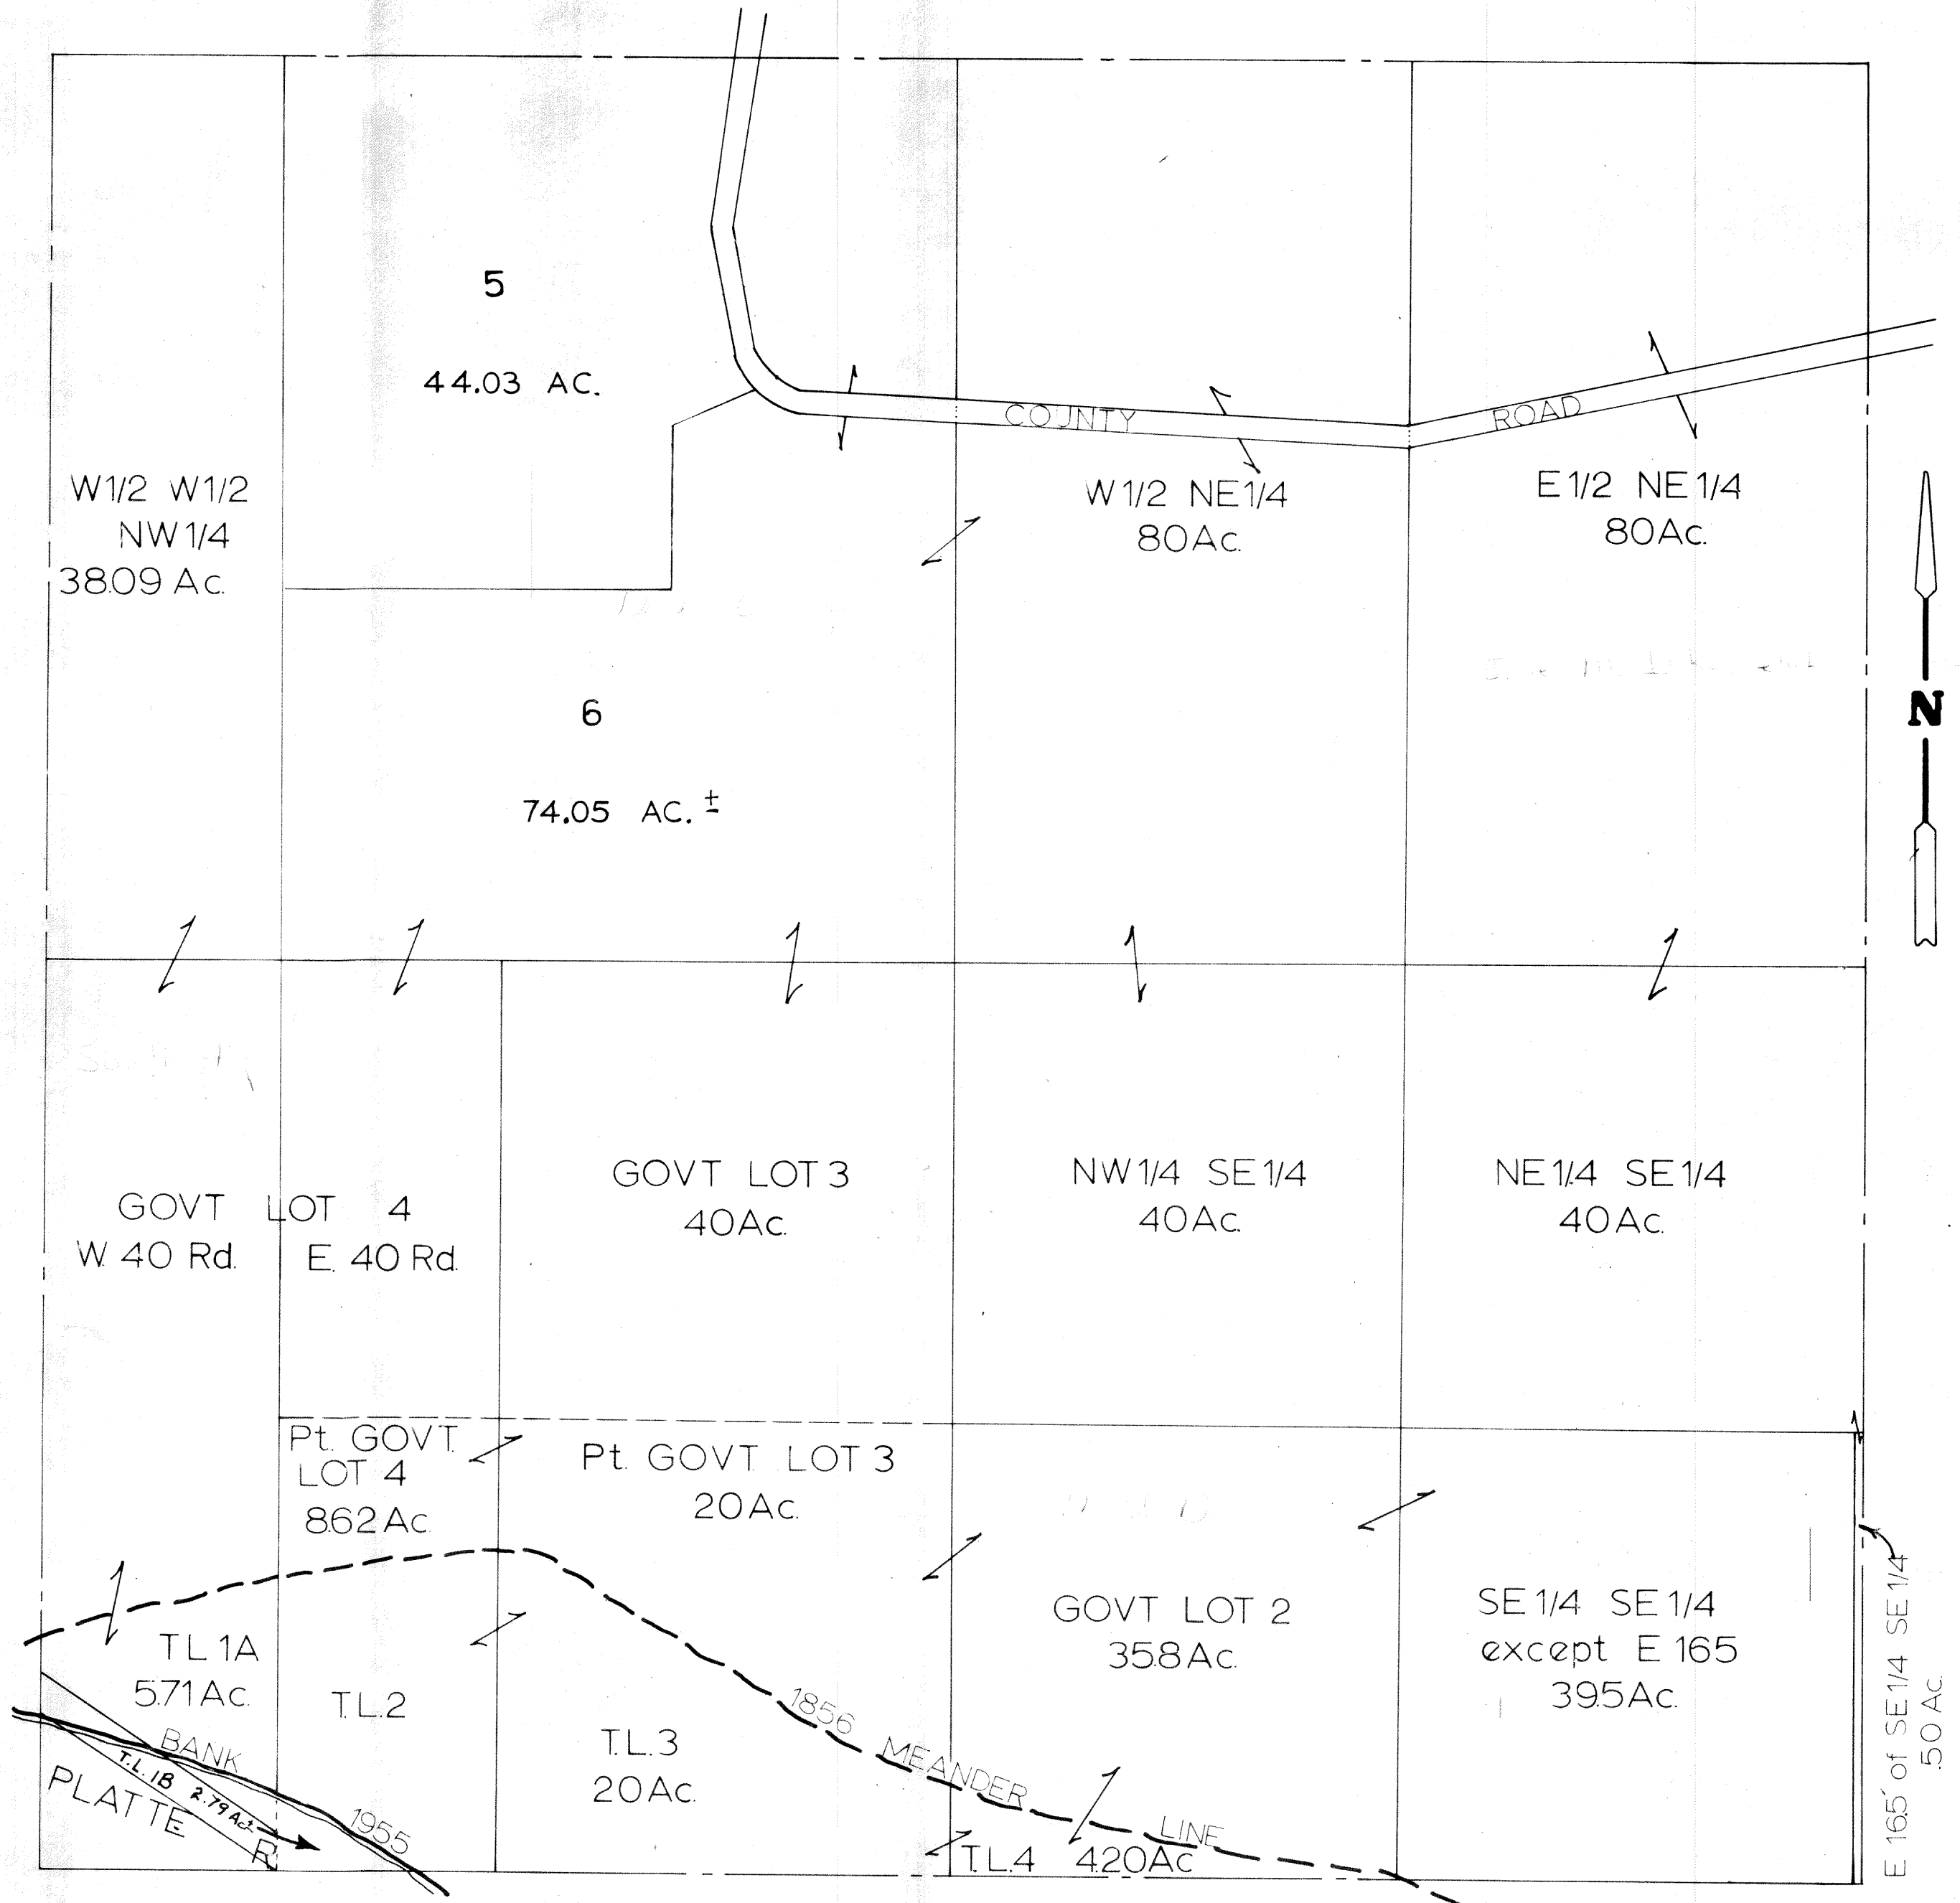 5
44.03 AC.
COUNTY
ROAD
W1/2 W1/2
NW1/4
38.09 Ac.
W1/2 NE1/4
80Ac.
E1/2 NE1/4
80Ac.
N
6
74.05 AC. ±
GOVT LOT 4
W. 40 Rd.
E. 40 Rd.
GOVT LOT 3
40Ac.
NW1/4 SE1/4
40Ac.
NE1/4 SE1/4
40Ac.
Pt. GOVT.
LOT 4
8.62Ac.
Pt. GOVT LOT 3
20Ac.
GOVT LOT 2
35.8Ac.
SE1/4 SE1/4
except E 165
39.5Ac.
E 16.5' of SE1/4 SE1/4
.50 Ac.
T.L. 1A
5.71Ac.
T.L.2
T.L.3
20Ac.
1856 MEANDER LINE
T.L.4 4.20Ac
BANK 1955
T.L. 1B 2.79 Ac±
PLATTE R.